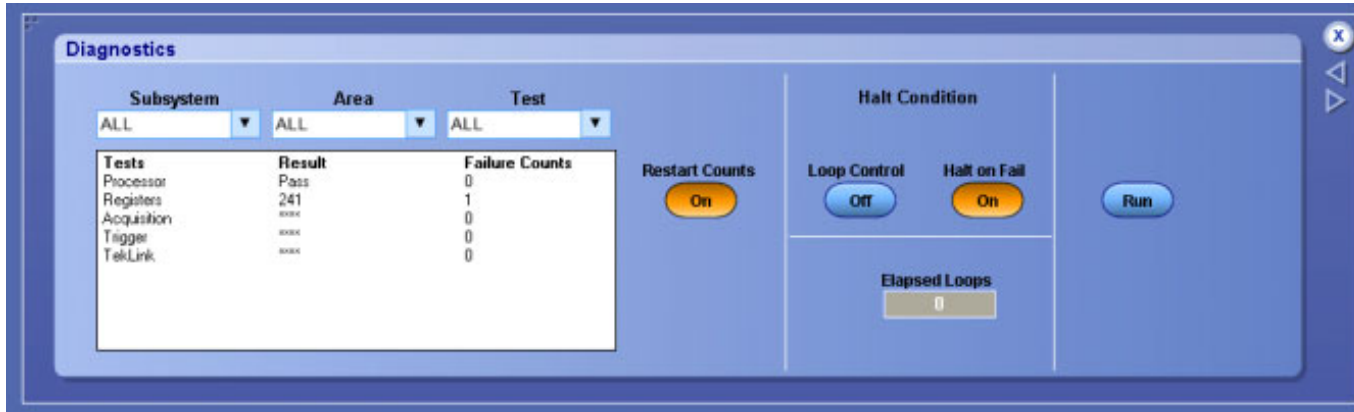 Diagnostics
Subsystem Area Test
ALL ALL ALL
Tests Result Failure Counts
Processor Pass 0
Registers 241 1
Acquisition **** 0
Trigger **** 0
TekLink **** 0
Restart Counts
On
Halt Condition
Loop Control Halt on Fail
Off On
Elapsed Loops
0
Run
X